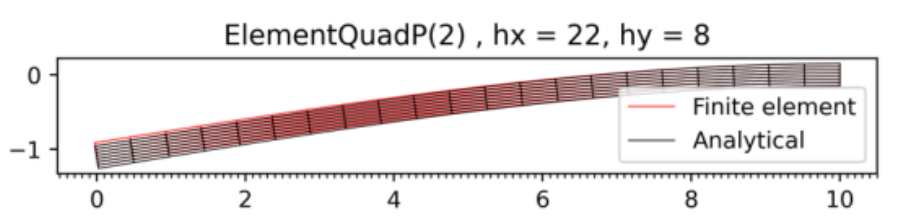 ElementQuadP(2) , hx = 22, hy = 8
0
Finite element
Analytical
−1
0 2 4 6 8 10